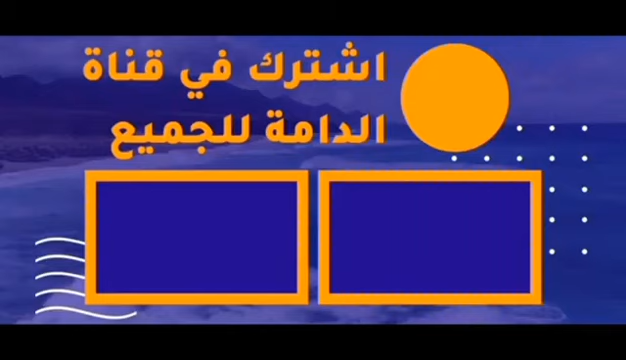 اشترك في قناة
الدامة للجميع